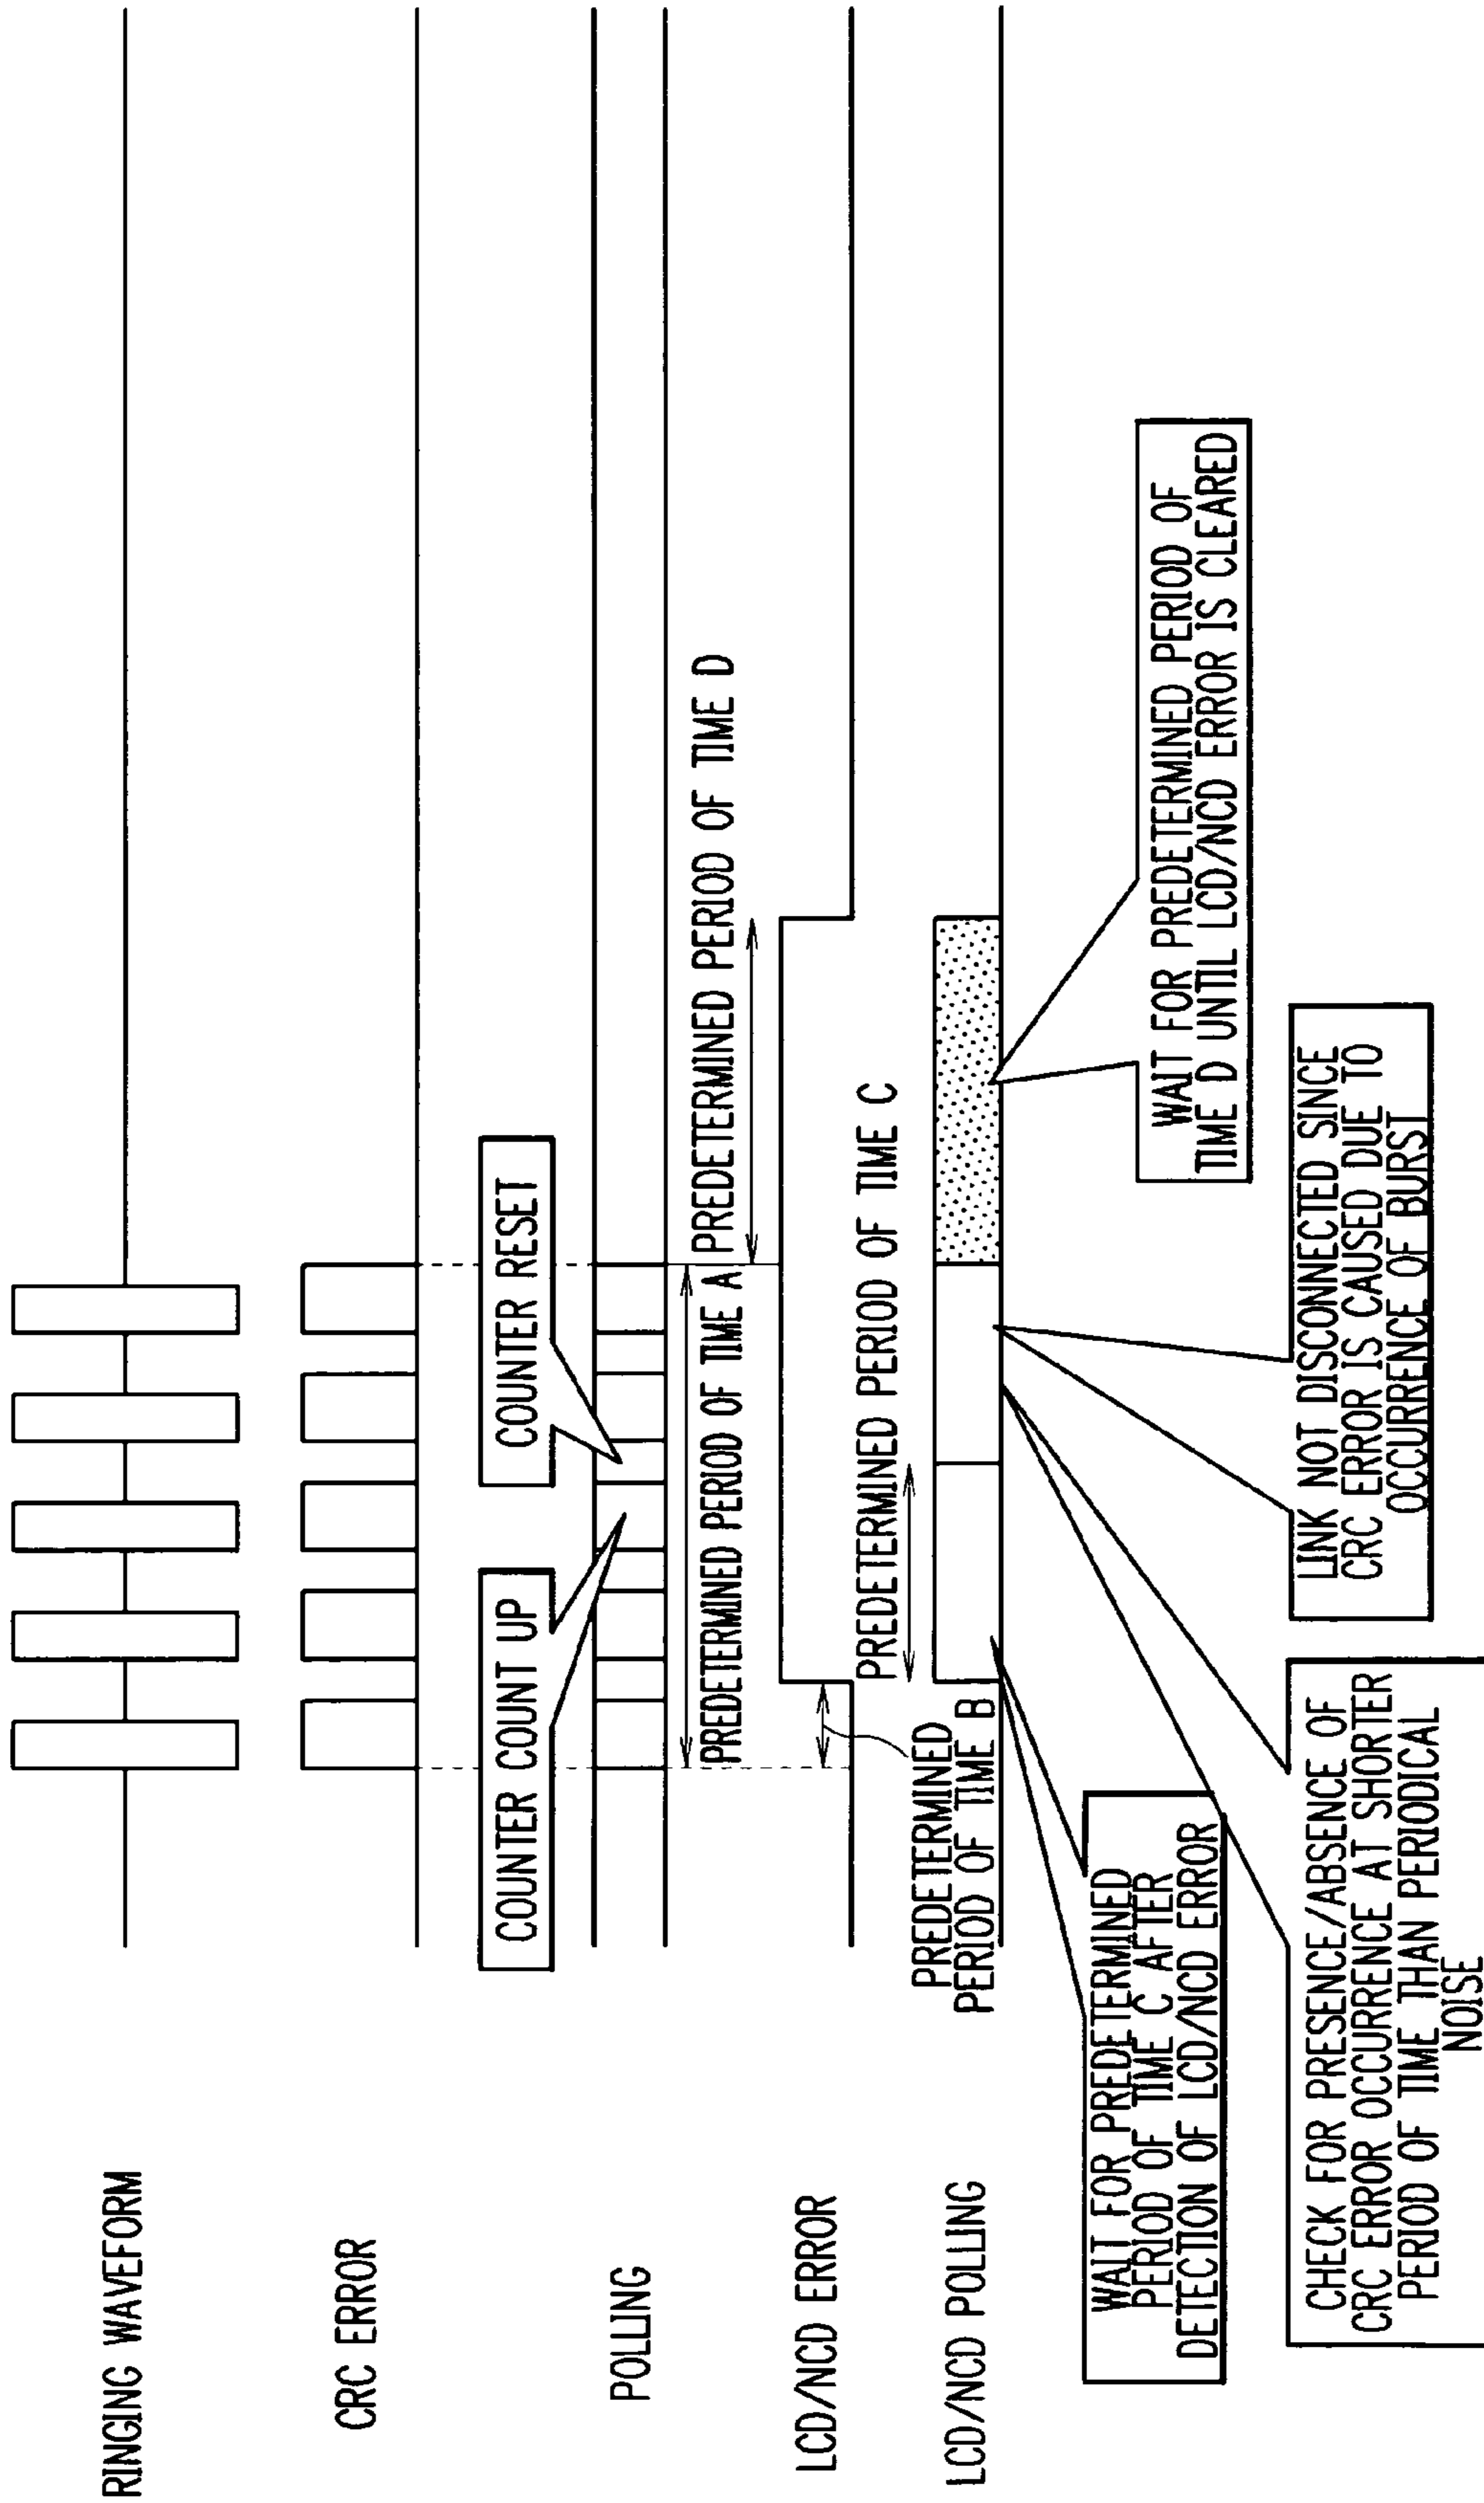 RINGING WAVEFORM
CRC ERROR
COUNTER COUNT UP
COUNTER RESET
POLLING
PREDETERMINED PERIOD OF TIME A
PREDETERMINED PERIOD OF TIME D
LCD/NCD ERROR
PREDETERMINED
PERIOD OF TIME B
PREDETERMINED PERIOD OF TIME C
LCD/NCD POLLING
WAIT FOR PREDETERMINED
PERIOD OF TIME C AFTER
DETECTION OF LCD/NCD ERROR
WAIT FOR PREDETERMINED PERIOD OF
TIME D UNTIL LCD/NCD ERROR IS CLEARED
CHECK FOR PRESENCE/ABSENCE OF
CRC ERROR OCCURRENCE AT SHORTER
PERIOD OF TIME THAN PERIODICAL
NOISE
LINK NOT DISCONNECTED SINCE
CRC ERROR IS CAUSED DUE TO
OCCURRENCE OF BURST